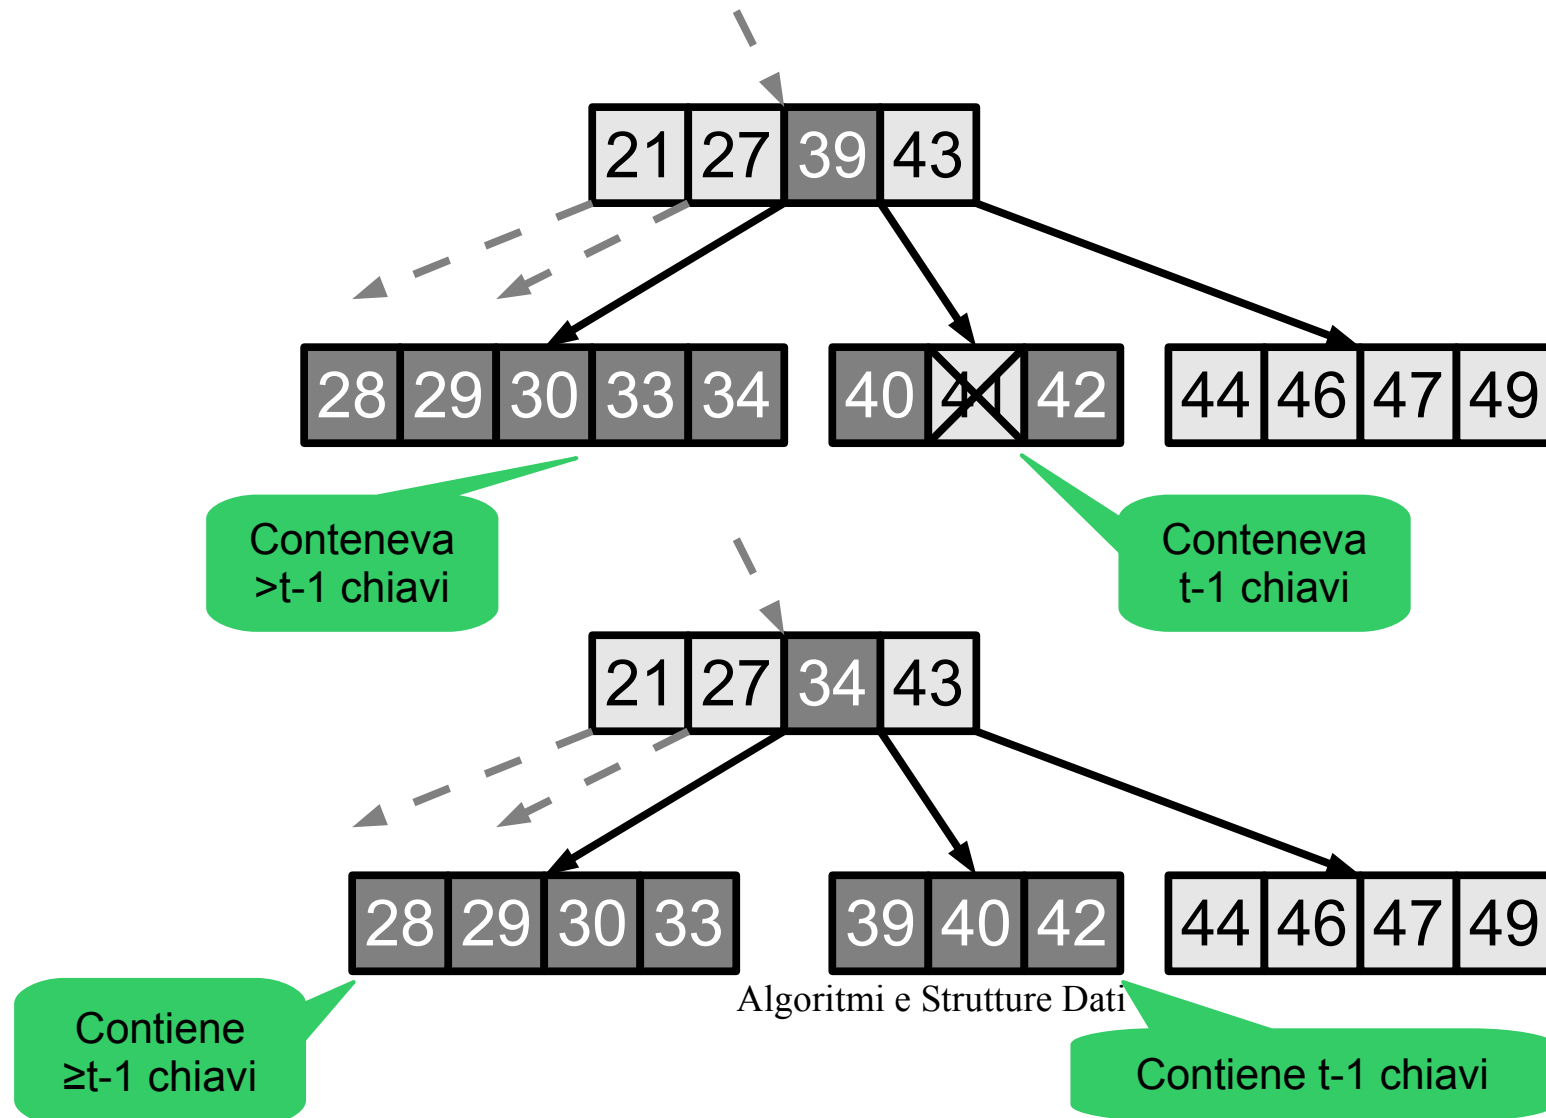 21 27 39 43
28 29 30 33 34 40 41 42 44 46 47 49
Conteneva
>t-1 chiavi
Conteneva
t-1 chiavi
21 27 34 43
28 29 30 33 39 40 42 44 46 47 49
Algoritmi e Strutture Dati
Contiene
≥t-1 chiavi
Contiene t-1 chiavi